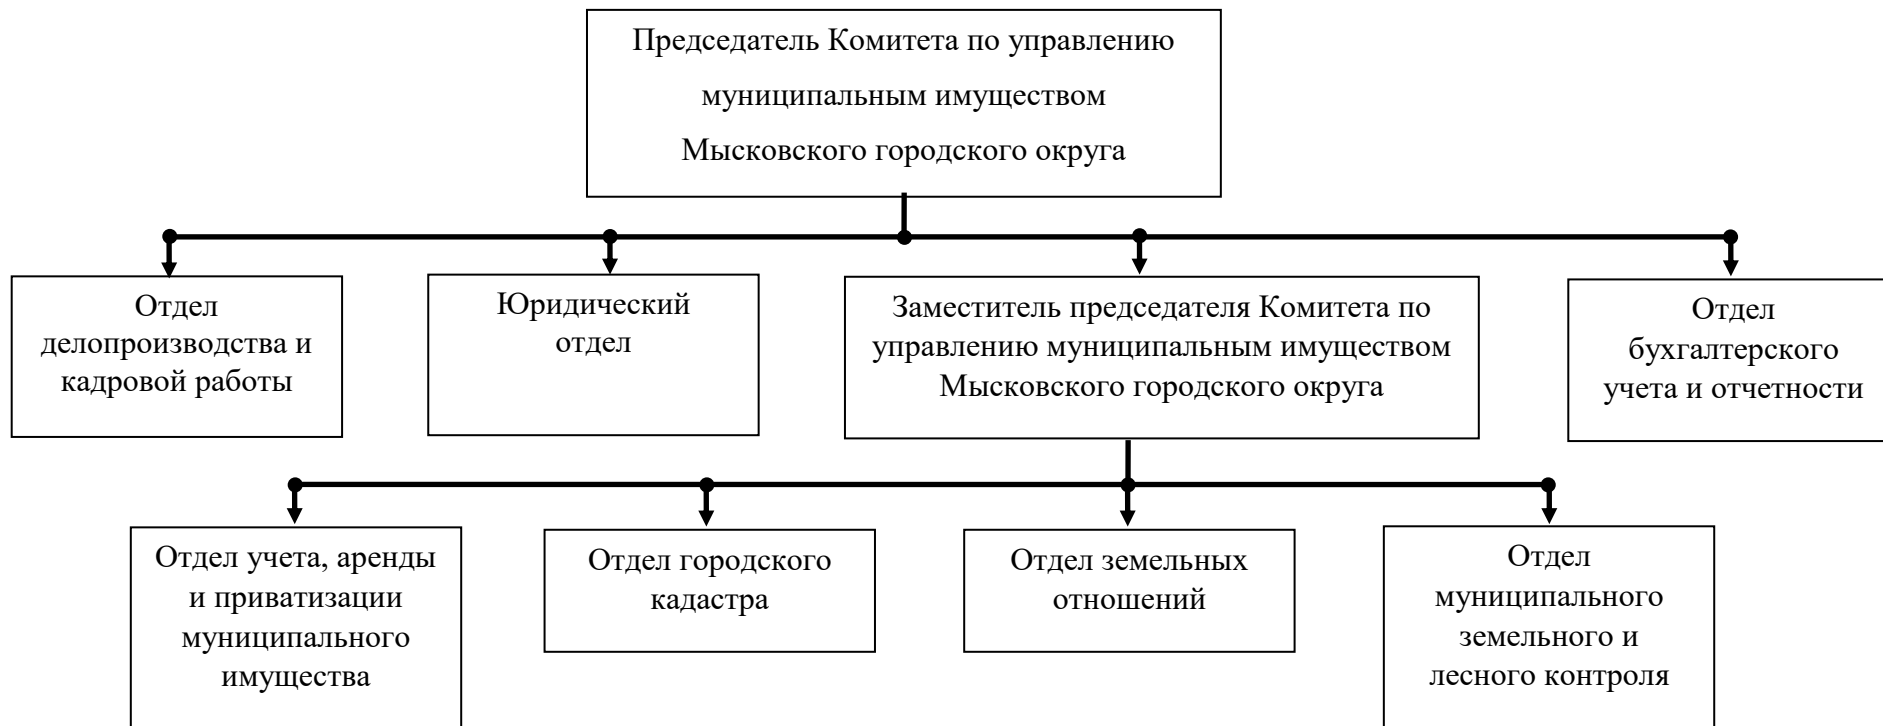 Председатель Комитета по управлению
муниципальным имуществом
Мысковского городского округа
Отдел
делопроизводства и
кадровой работы
Юридический
отдел
Заместитель председателя Комитета по
управлению муниципальным имуществом
Мысковского городского округа
Отдел
бухгалтерского
учета и отчетности
Отдел учета, аренды
и приватизации
муниципального
имущества
Отдел городского
кадастра
Отдел земельных
отношений
Отдел
муниципального
земельного и
лесного контроля